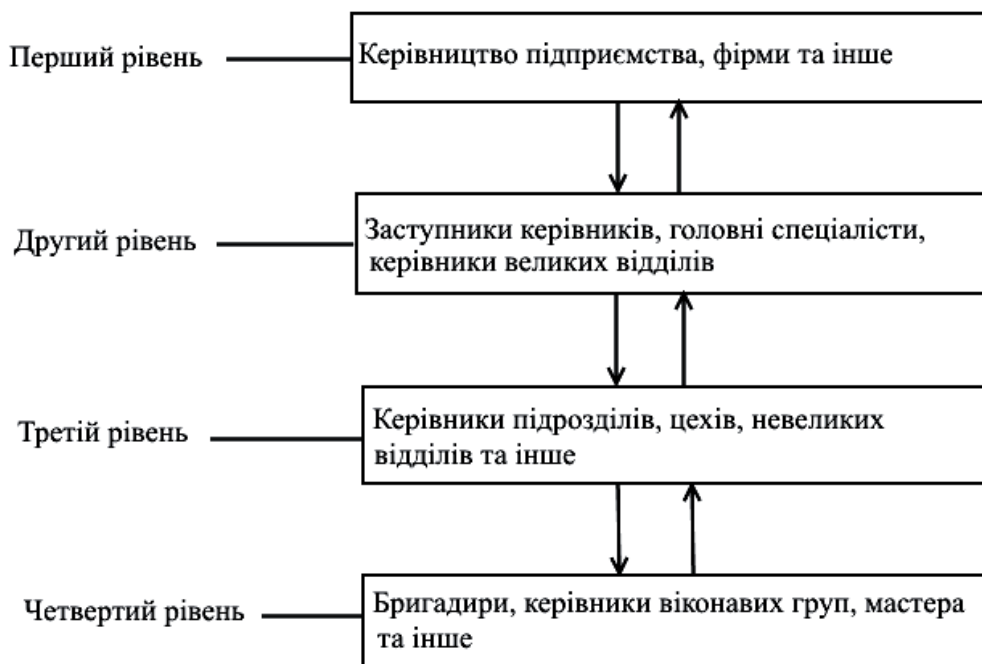 Перший рівень
Керівництво підприємства, фірми та інше
Другий рівень
Заступники керівників, головні спеціалісти,
керівники великих відділів
Третій рівень
Керівники підрозділів, цехів, невеликих
відділів та інше
Четвертий рівень
Бригадири, керівники віконавих груп, мастера
та інше